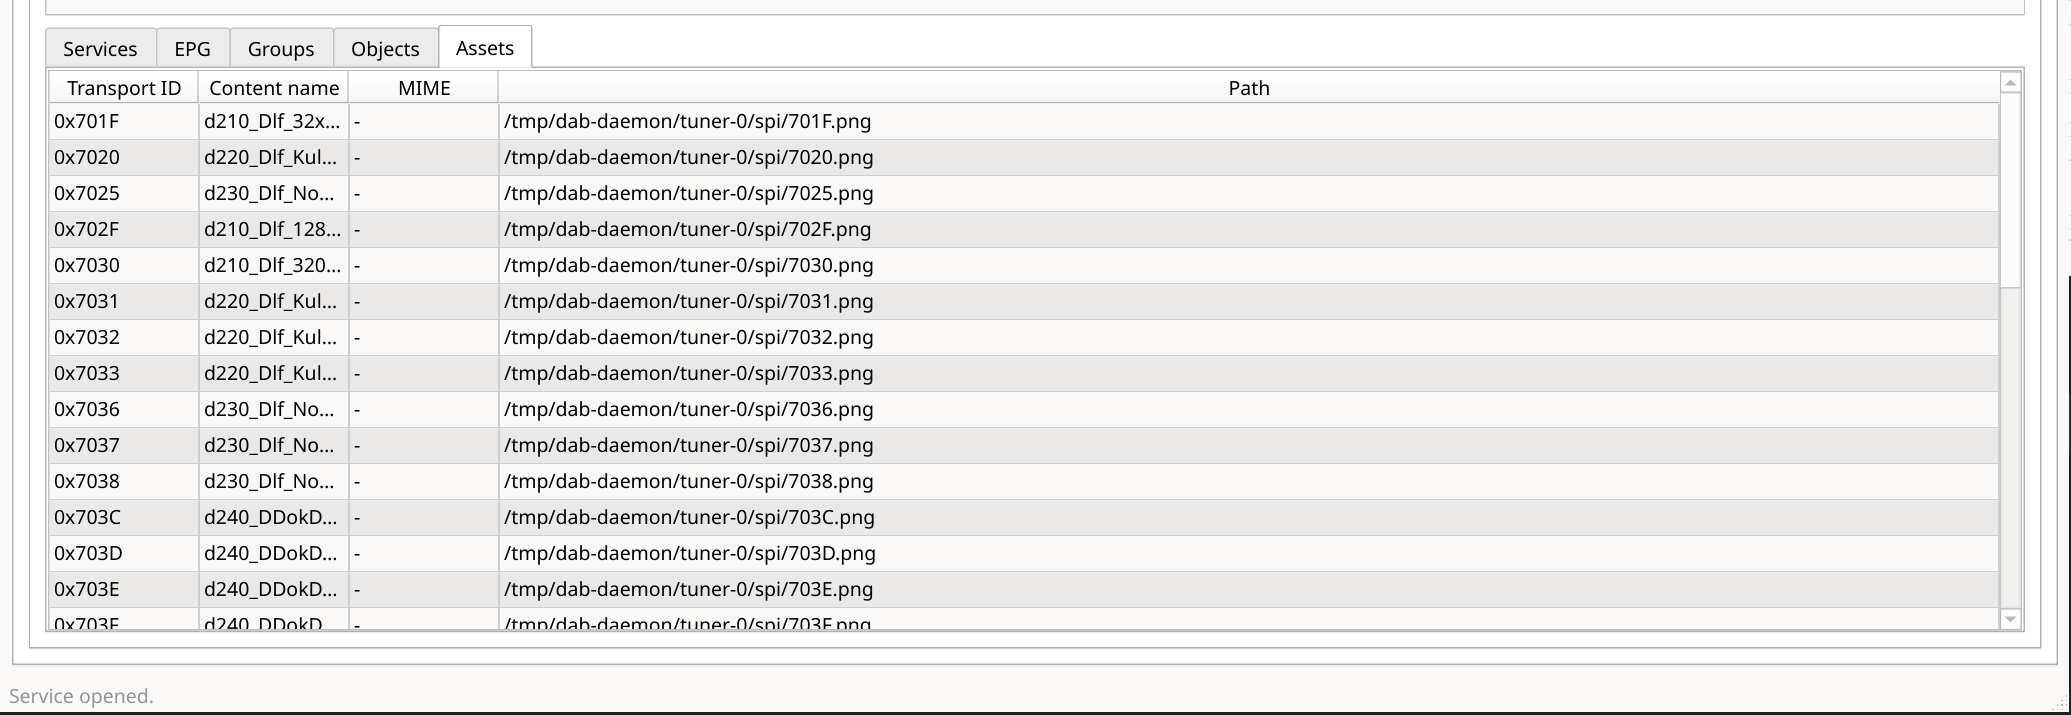 Services EPG Groups Objects Assets
Transport ID Content name MIME Path
0x701F d210_Dlf_32x... - /tmp/dab-daemon/tuner-0/spi/701F.png
0x7020 d220_Dlf_Kul... - /tmp/dab-daemon/tuner-0/spi/7020.png
0x7025 d230_Dlf_No... - /tmp/dab-daemon/tuner-0/spi/7025.png
0x702F d210_Dlf_128... - /tmp/dab-daemon/tuner-0/spi/702F.png
0x7030 d210_Dlf_320... - /tmp/dab-daemon/tuner-0/spi/7030.png
0x7031 d220_Dlf_Kul... - /tmp/dab-daemon/tuner-0/spi/7031.png
0x7032 d220_Dlf_Kul... - /tmp/dab-daemon/tuner-0/spi/7032.png
0x7033 d220_Dlf_Kul... - /tmp/dab-daemon/tuner-0/spi/7033.png
0x7036 d230_Dlf_No... - /tmp/dab-daemon/tuner-0/spi/7036.png
0x7037 d230_Dlf_No... - /tmp/dab-daemon/tuner-0/spi/7037.png
0x7038 d230_Dlf_No... - /tmp/dab-daemon/tuner-0/spi/7038.png
0x703C d240_DDokD... - /tmp/dab-daemon/tuner-0/spi/703C.png
0x703D d240_DDokD... - /tmp/dab-daemon/tuner-0/spi/703D.png
0x703E d240_DDokD... - /tmp/dab-daemon/tuner-0/spi/703E.png
d240_DDokD -
Service opened.